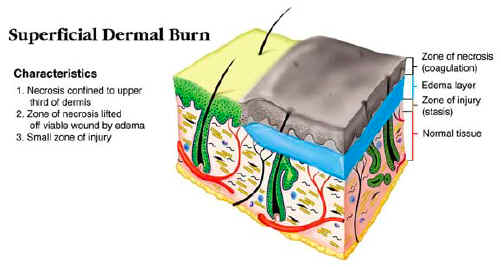 Superficial Dermal Burn
Characteristics
1. Necrosis confined to upper
third of dermis
2. Zone of necrosis lifted
off viable wound by edema
3. Small zone of injury
Zone of necrosis
(coagulation)
Edema layer
Zone of injury
(stasis)
Normal tissue